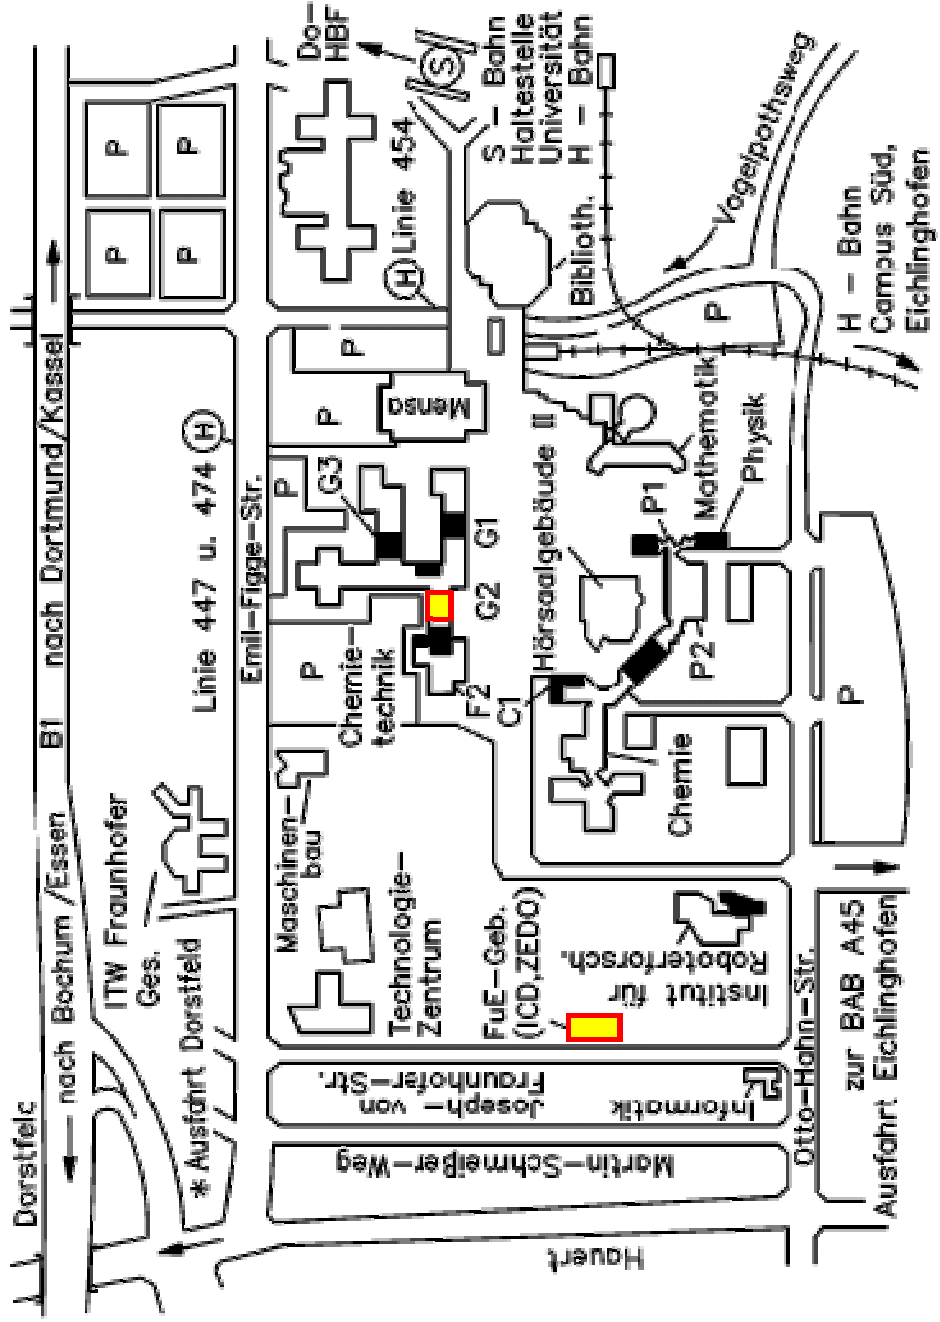 Dorstfelc
nach Bochum /Essen
B1
nach Dortmund/Kassel
P
P
P
P
* Ausfahrt Dorstfeld
ITW Fraunhofer
Ges.
Linie 447 u. 474
H
Emil–Figge–Str.
Do–
HBF
S
H
Linie 454
S – Bahn
Haltestelle
Universität
H – Bahn
Maschinen–
bau
Technologie–
Zentrum
Chemie–
technik
P
P
P
P
G3
Mensa
G1
G2
F2
C1
Biblioth.
Vogelpothsweg
H – Bahn
Campus Süd,
Eichlinghofen
P
Hörsaalgebäude II
Mathematik
Physik
P1
P2
Chemie
P
FuE–Geb.
(ICD,ZEDO)
Institut für
Roboterforsch.
Joseph – von
Fraunhofer–Str.
Informatik
Martin–Schmeißer–Weg
Hauert
Otto–Hahn–Str.
zur BAB A45
Ausfahrt Eichlinghofen